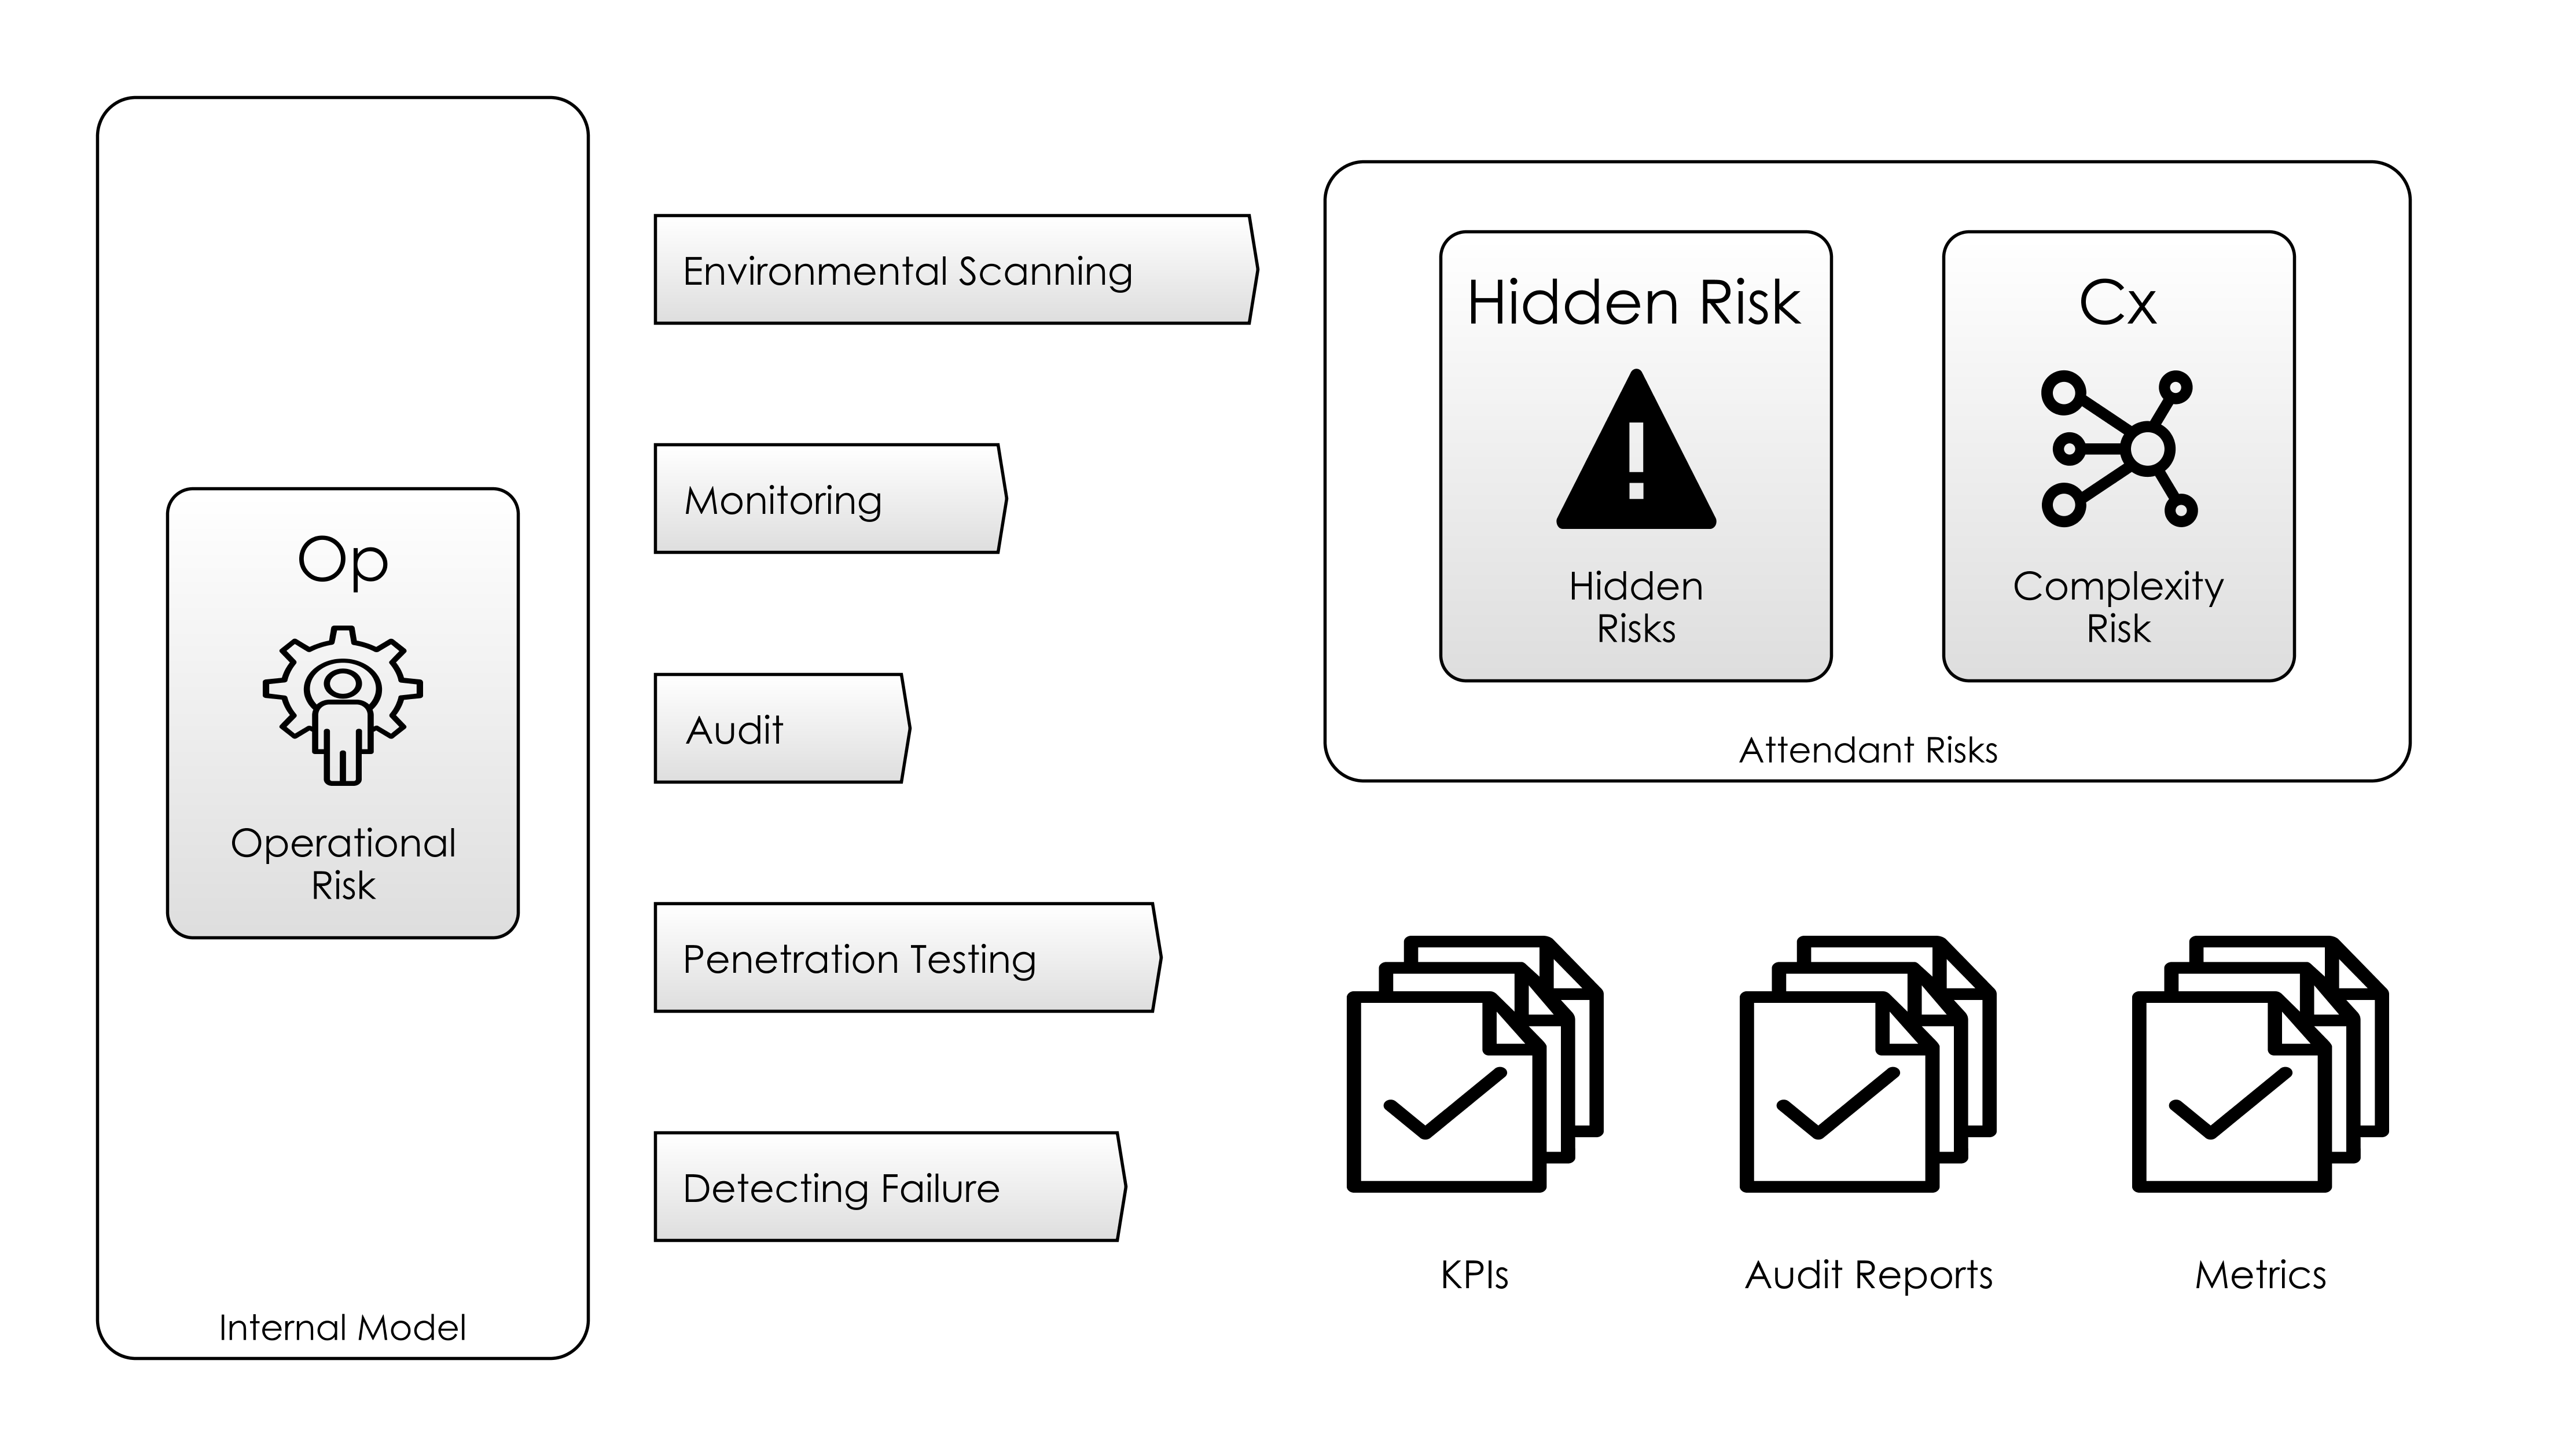 Op
Operational
Risk
Internal Model
Environmental Scanning
Monitoring
Audit
Penetration Testing
Detecting Failure
Hidden Risk
Hidden
Risks
Cx
Complexity
Risk
Attendant Risks
KPIs
Audit Reports
Metrics